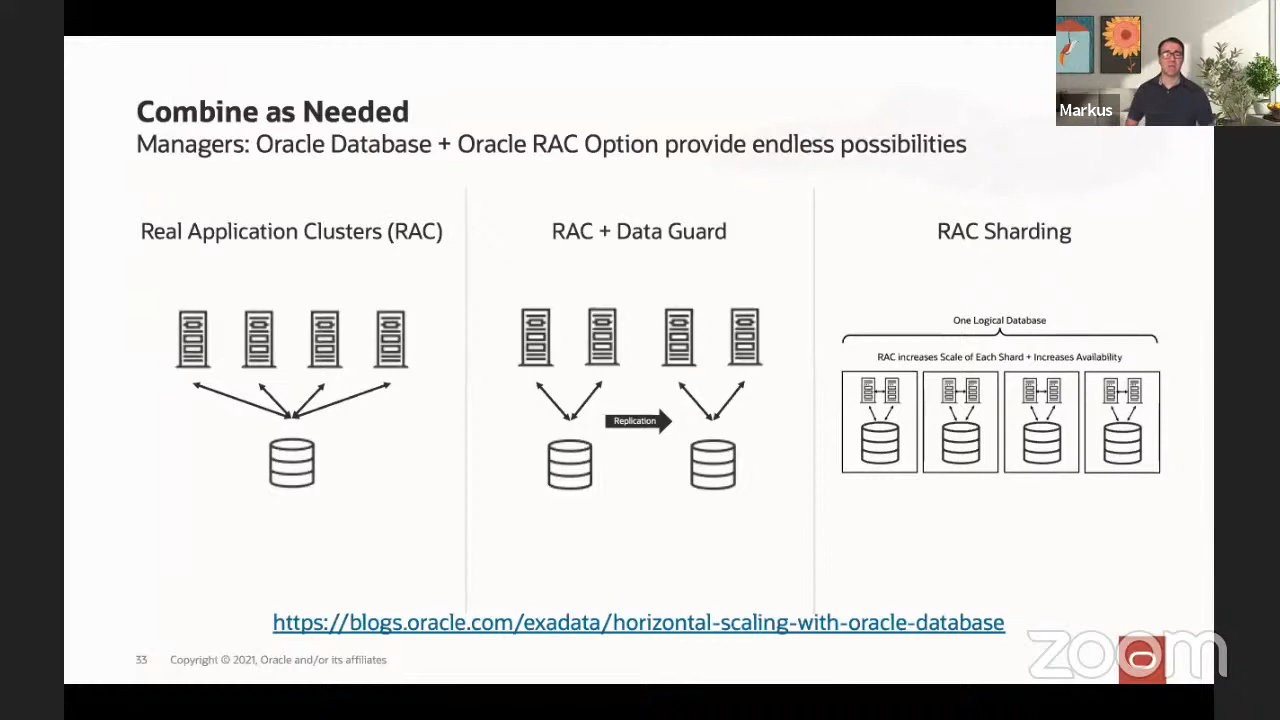 Markus
Combine as Needed
Managers: Oracle Database + Oracle RAC Option provide endless possibilities
Real Application Clusters (RAC)
RAC + Data Guard
RAC Sharding
One Logical Database
RAC increases Scale of Each Shard + Increases Availability
Replication
https://blogs.oracle.com/exadata/horizontal-scaling-with-oracle-database
33 Copyright © 2021, Oracle and/or its affiliates
zoom